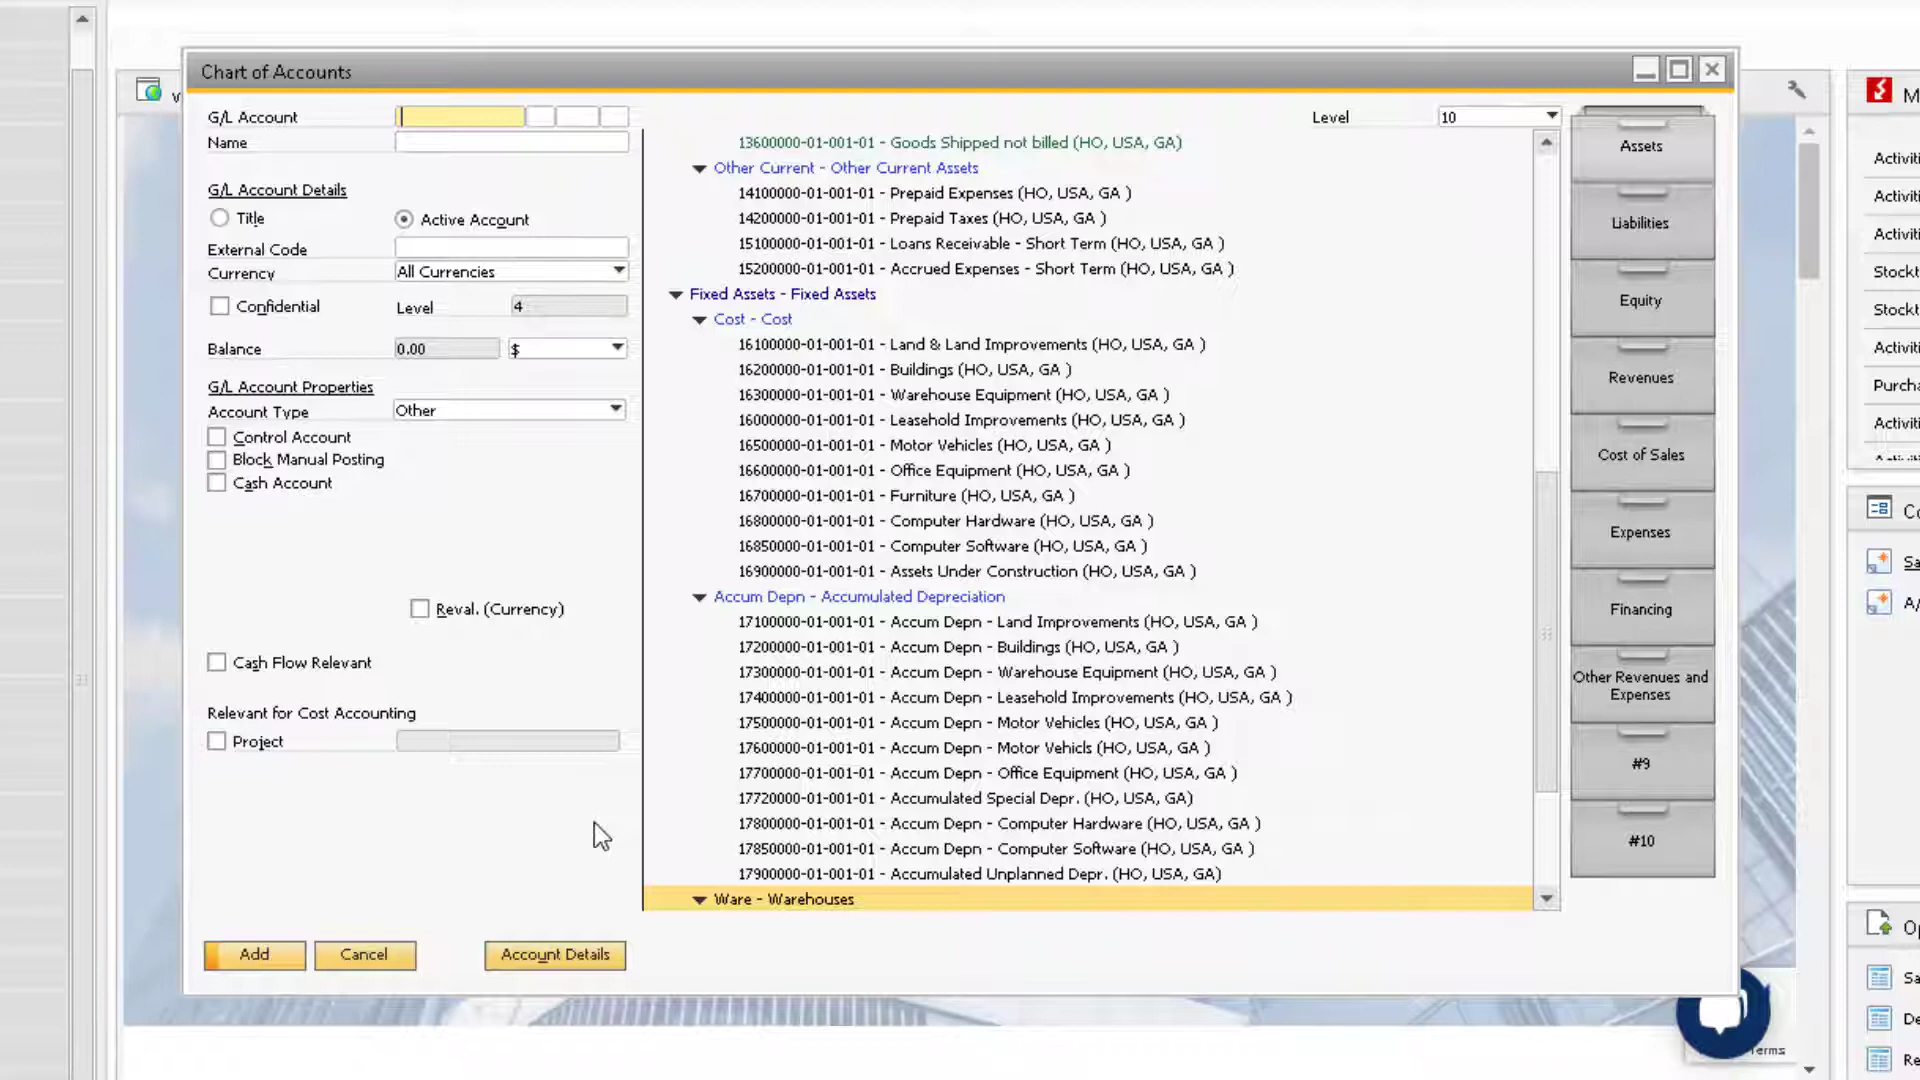 Chart of Accounts
G/L Account
Name
G/L Account Details
Title
Active Account
External Code
Currency
All Currencies
Confidential
Level
4
Balance
0.00
$
G/L Account Properties
Account Type
Other
Control Account
Block Manual Posting
Cash Account
Reval. (Currency)
Cash Flow Relevant
Relevant for Cost Accounting
Project
Add
Cancel
Account Details
Level
10
13600000-01-001-01 - Goods Shipped not billed (HO, USA, GA)
Other Current - Other Current Assets
14100000-01-001-01 - Prepaid Expenses (HO, USA, GA )
14200000-01-001-01 - Prepaid Taxes (HO, USA, GA )
15100000-01-001-01 - Loans Receivable - Short Term (HO, USA, GA )
15200000-01-001-01 - Accrued Expenses - Short Term (HO, USA, GA )
Fixed Assets - Fixed Assets
Cost - Cost
16100000-01-001-01 - Land & Land Improvements (HO, USA, GA )
16200000-01-001-01 - Buildings (HO, USA, GA )
16300000-01-001-01 - Warehouse Equipment (HO, USA, GA )
16000000-01-001-01 - Leasehold Improvements (HO, USA, GA )
16500000-01-001-01 - Motor Vehicles (HO, USA, GA )
16600000-01-001-01 - Office Equipment (HO, USA, GA )
16700000-01-001-01 - Furniture (HO, USA, GA )
16800000-01-001-01 - Computer Hardware (HO, USA, GA )
16850000-01-001-01 - Computer Software (HO, USA, GA )
16900000-01-001-01 - Assets Under Construction (HO, USA, GA )
Accum Depn - Accumulated Depreciation
17100000-01-001-01 - Accum Depn - Land Improvements (HO, USA, GA )
17200000-01-001-01 - Accum Depn - Buildings (HO, USA, GA )
17300000-01-001-01 - Accum Depn - Warehouse Equipment (HO, USA, GA )
17400000-01-001-01 - Accum Depn - Leasehold Improvements (HO, USA, GA )
17500000-01-001-01 - Accum Depn - Motor Vehicles (HO, USA, GA )
17600000-01-001-01 - Accum Depn - Motor Vehicls (HO, USA, GA )
17700000-01-001-01 - Accum Depn - Office Equipment (HO, USA, GA )
17720000-01-001-01 - Accumulated Special Depr. (HO, USA, GA)
17800000-01-001-01 - Accum Depn - Computer Hardware (HO, USA, GA )
17850000-01-001-01 - Accum Depn - Computer Software (HO, USA, GA )
17900000-01-001-01 - Accumulated Unplanned Depr. (HO, USA, GA)
Ware - Warehouses
Assets
Liabilities
Equity
Revenues
Cost of Sales
Expenses
Financing
Other Revenues and
Expenses
#9
#10
Activiti
Activiti
Activiti
Stockt
Stockt
Activiti
Purcha
Activiti
Sa
A/
Op
Sa
De
Re
Terms